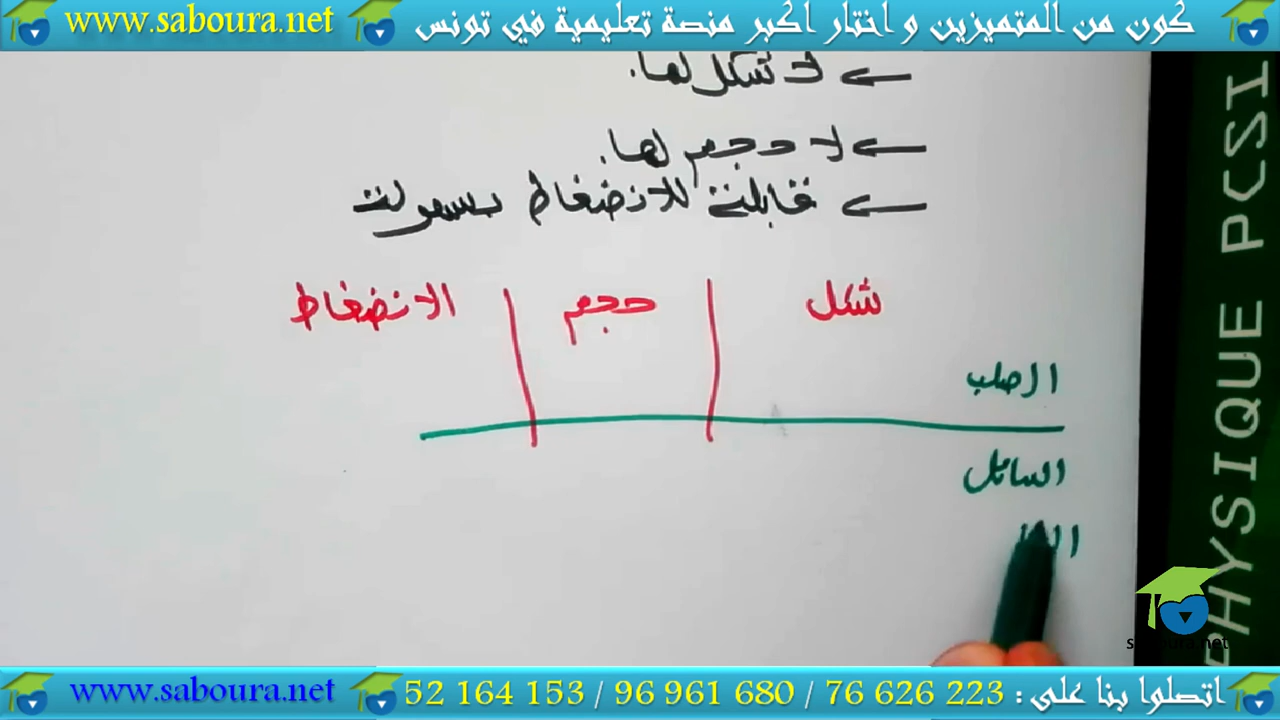 كون من المتميزين و اختار اكبر منصة تعليمية في تونس www.saboura.net
← لا شكل لها.
← لا حجم لها.
← قابلة للانضغاط بسهولة
شكل حجم الانضغاط
الصلب
السائل
PHYSIQUE PCSI
saboura.net
اتصلوا بنا على : 52 164 153 / 96 961 680 / 76 626 223 www.saboura.net